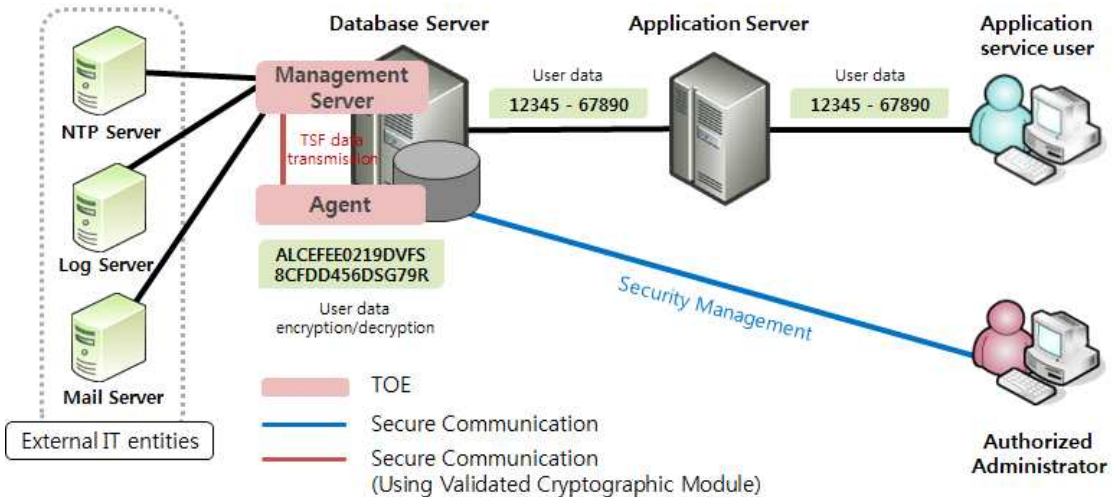 Database Server
Application Server
Application
service user
Management
Server
User data
12345 - 67890
User data
12345 - 67890
NTP Server
TSF data
transmission
Agent
Log Server
ALCEFEE0219DVFS
8CFDD456DSG79R
User data
encryption/decryption
Security Management
Mail Server
TOE
External IT entities
Secure Communication
Secure Communication
(Using Validated Cryptographic Module)
Authorized
Administrator